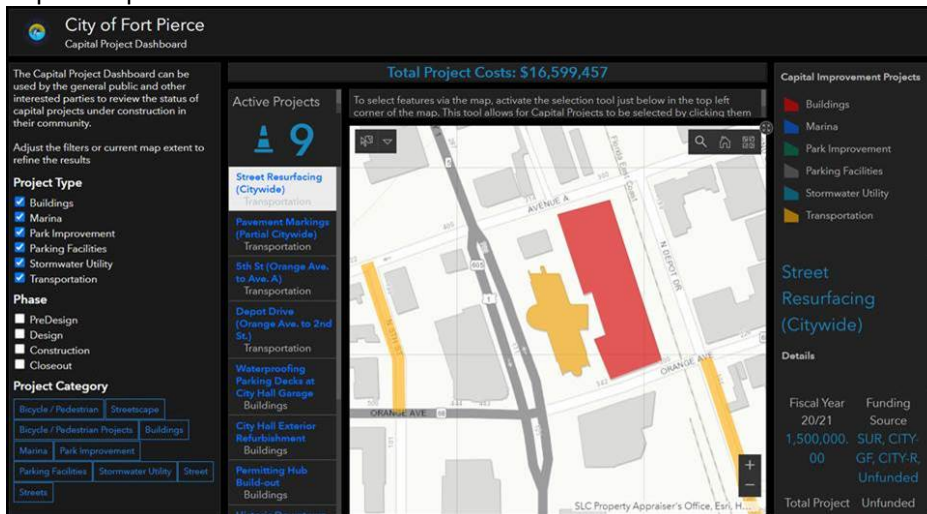 City of Fort Pierce
Capital Project Dashboard
The Capital Project Dashboard can be
used by the general public and other
interested parties to review the status of
capital projects under construction in
their community.
Adjust the filters or current map extent to
refine the results
Project Type
Buildings
Marina
Park Improvement
Parking Facilities
Stormwater Utility
Transportation
Phase
PreDesign
Design
Construction
Closeout
Project Category
Bicycle / Pedestrian
Streetscape
Bicycle / Pedestrian Projects
Buildings
Marina
Park Improvement
Parking Facilities
Stormwater Utility
Street
Streets
Total Project Costs: $16,599,457
Active Projects
9
Street Resurfacing
(Citywide)
Transportation
Pavement Markings
(Partial Citywide)
Transportation
5th St (Orange Ave.
to Ave. A)
Transportation
Depot Drive
(Orange Ave. to 2nd
St.)
Transportation
Waterproofing
Parking Decks at
City Hall Garage
Buildings
City Hall Exterior
Refurbishment
Buildings
Permitting Hub
Build-out
Buildings
To select features via the map, activate the selection tool just below in the top left
corner of the map. This tool allows for Capital Projects to be selected by clicking them
Florida East Coast
AVENUE A
N DEPOT DR
N 5TH ST
ORANGE AVE
ORANGE AVE
SLC Property Appraiser's Office, Esri, H...
Capital Improvement Projects
Buildings
Marina
Park Improvement
Parking Facilities
Stormwater Utility
Transportation
Street
Resurfacing
(Citywide)
Details
Fiscal Year
20/21
1,500,000.
00
Funding
Source
SUR, CITY-
GF, CITY-R,
Unfunded
Total Project
Unfunded